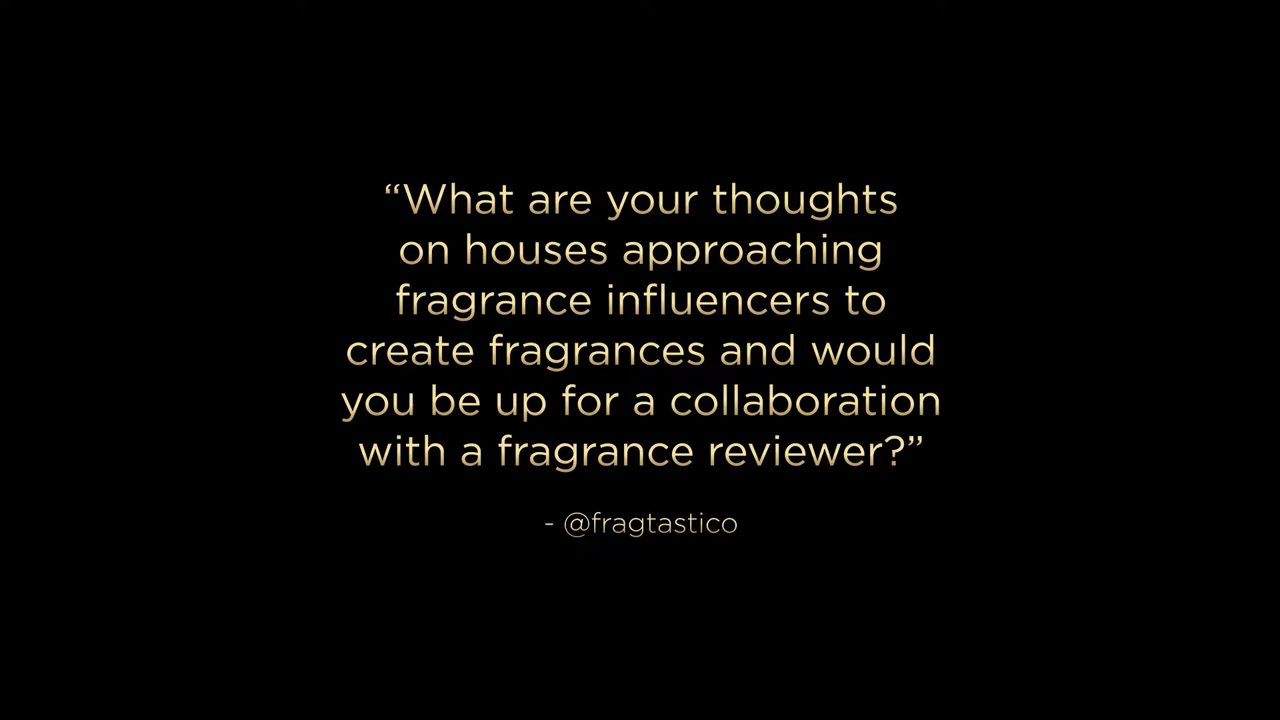 “What are your thoughts
on houses approaching
fragrance influencers to
create fragrances and would
you be up for a collaboration
with a fragrance reviewer?”
- @fragtastico